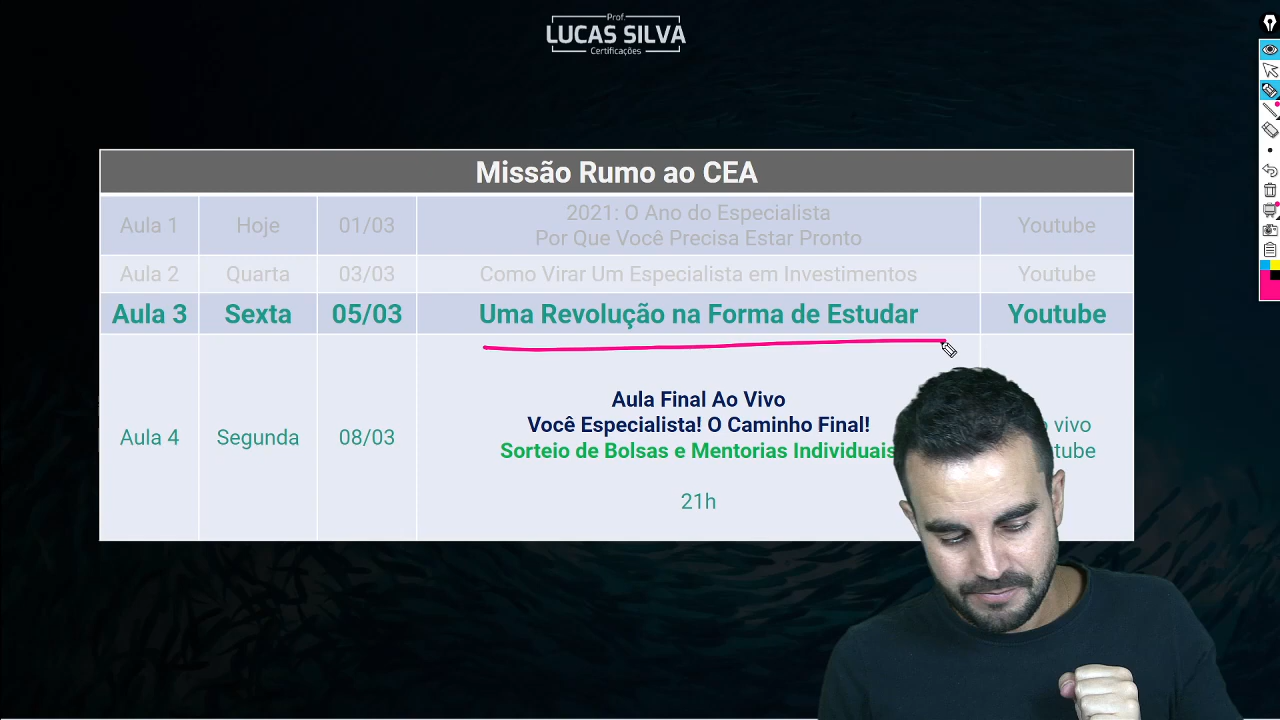 Prof.
LUCAS SILVA
Certificações
Missão Rumo ao CEA
Aula 1 Hoje 01/03 2021: O Ano do Especialista
Por Que Você Precisa Estar Pronto Youtube
Aula 2 Quarta 03/03 Como Virar Um Especialista em Investimentos Youtube
Aula 3 Sexta 05/03 Uma Revolução na Forma de Estudar Youtube
Aula 4 Segunda 08/03
Aula Final Ao Vivo
Você Especialista! O Caminho Final! vivo
Sorteio de Bolsas e Mentorias Individuais
21h